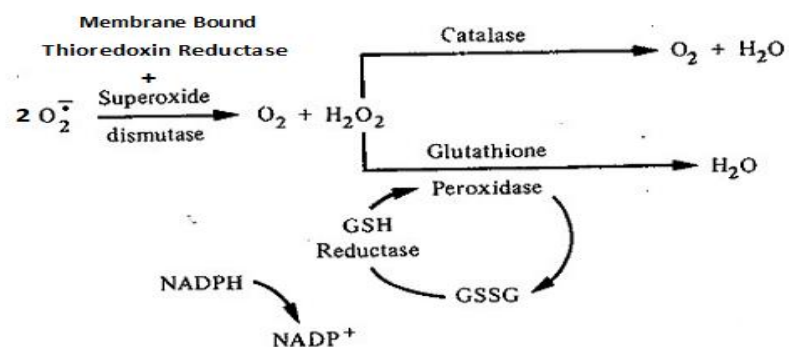 Membrane Bound
Thioredoxin Reductase
+
2 O₂•̄ Superoxide dismutase O₂ + H₂O₂
Catalase O₂ + H₂O
Glutathione Peroxidase H₂O
GSH
Reductase
GSSG
NADPH
NADP⁺